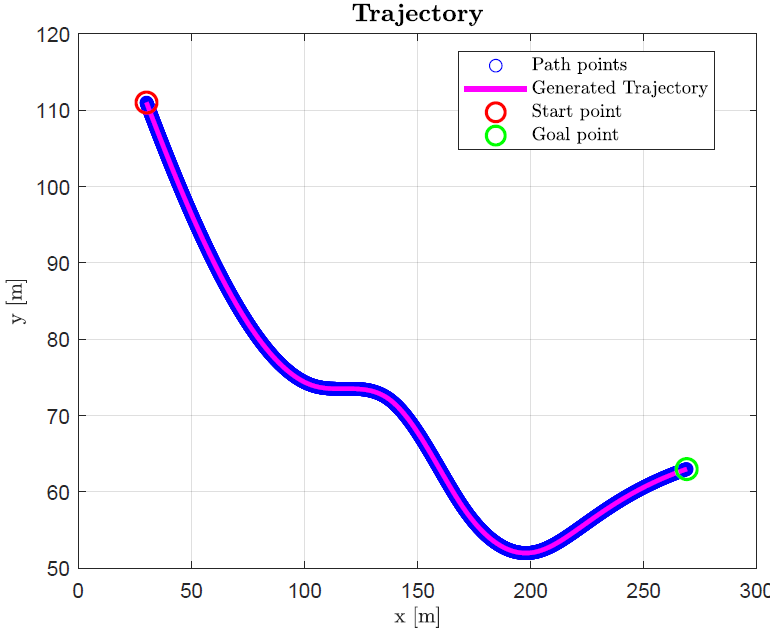 Trajectory
120
110
100
90
80
70
60
50
y [m]
Path points
Generated Trajectory
Start point
Goal point
0 50 100 150 200 250 300
x [m]